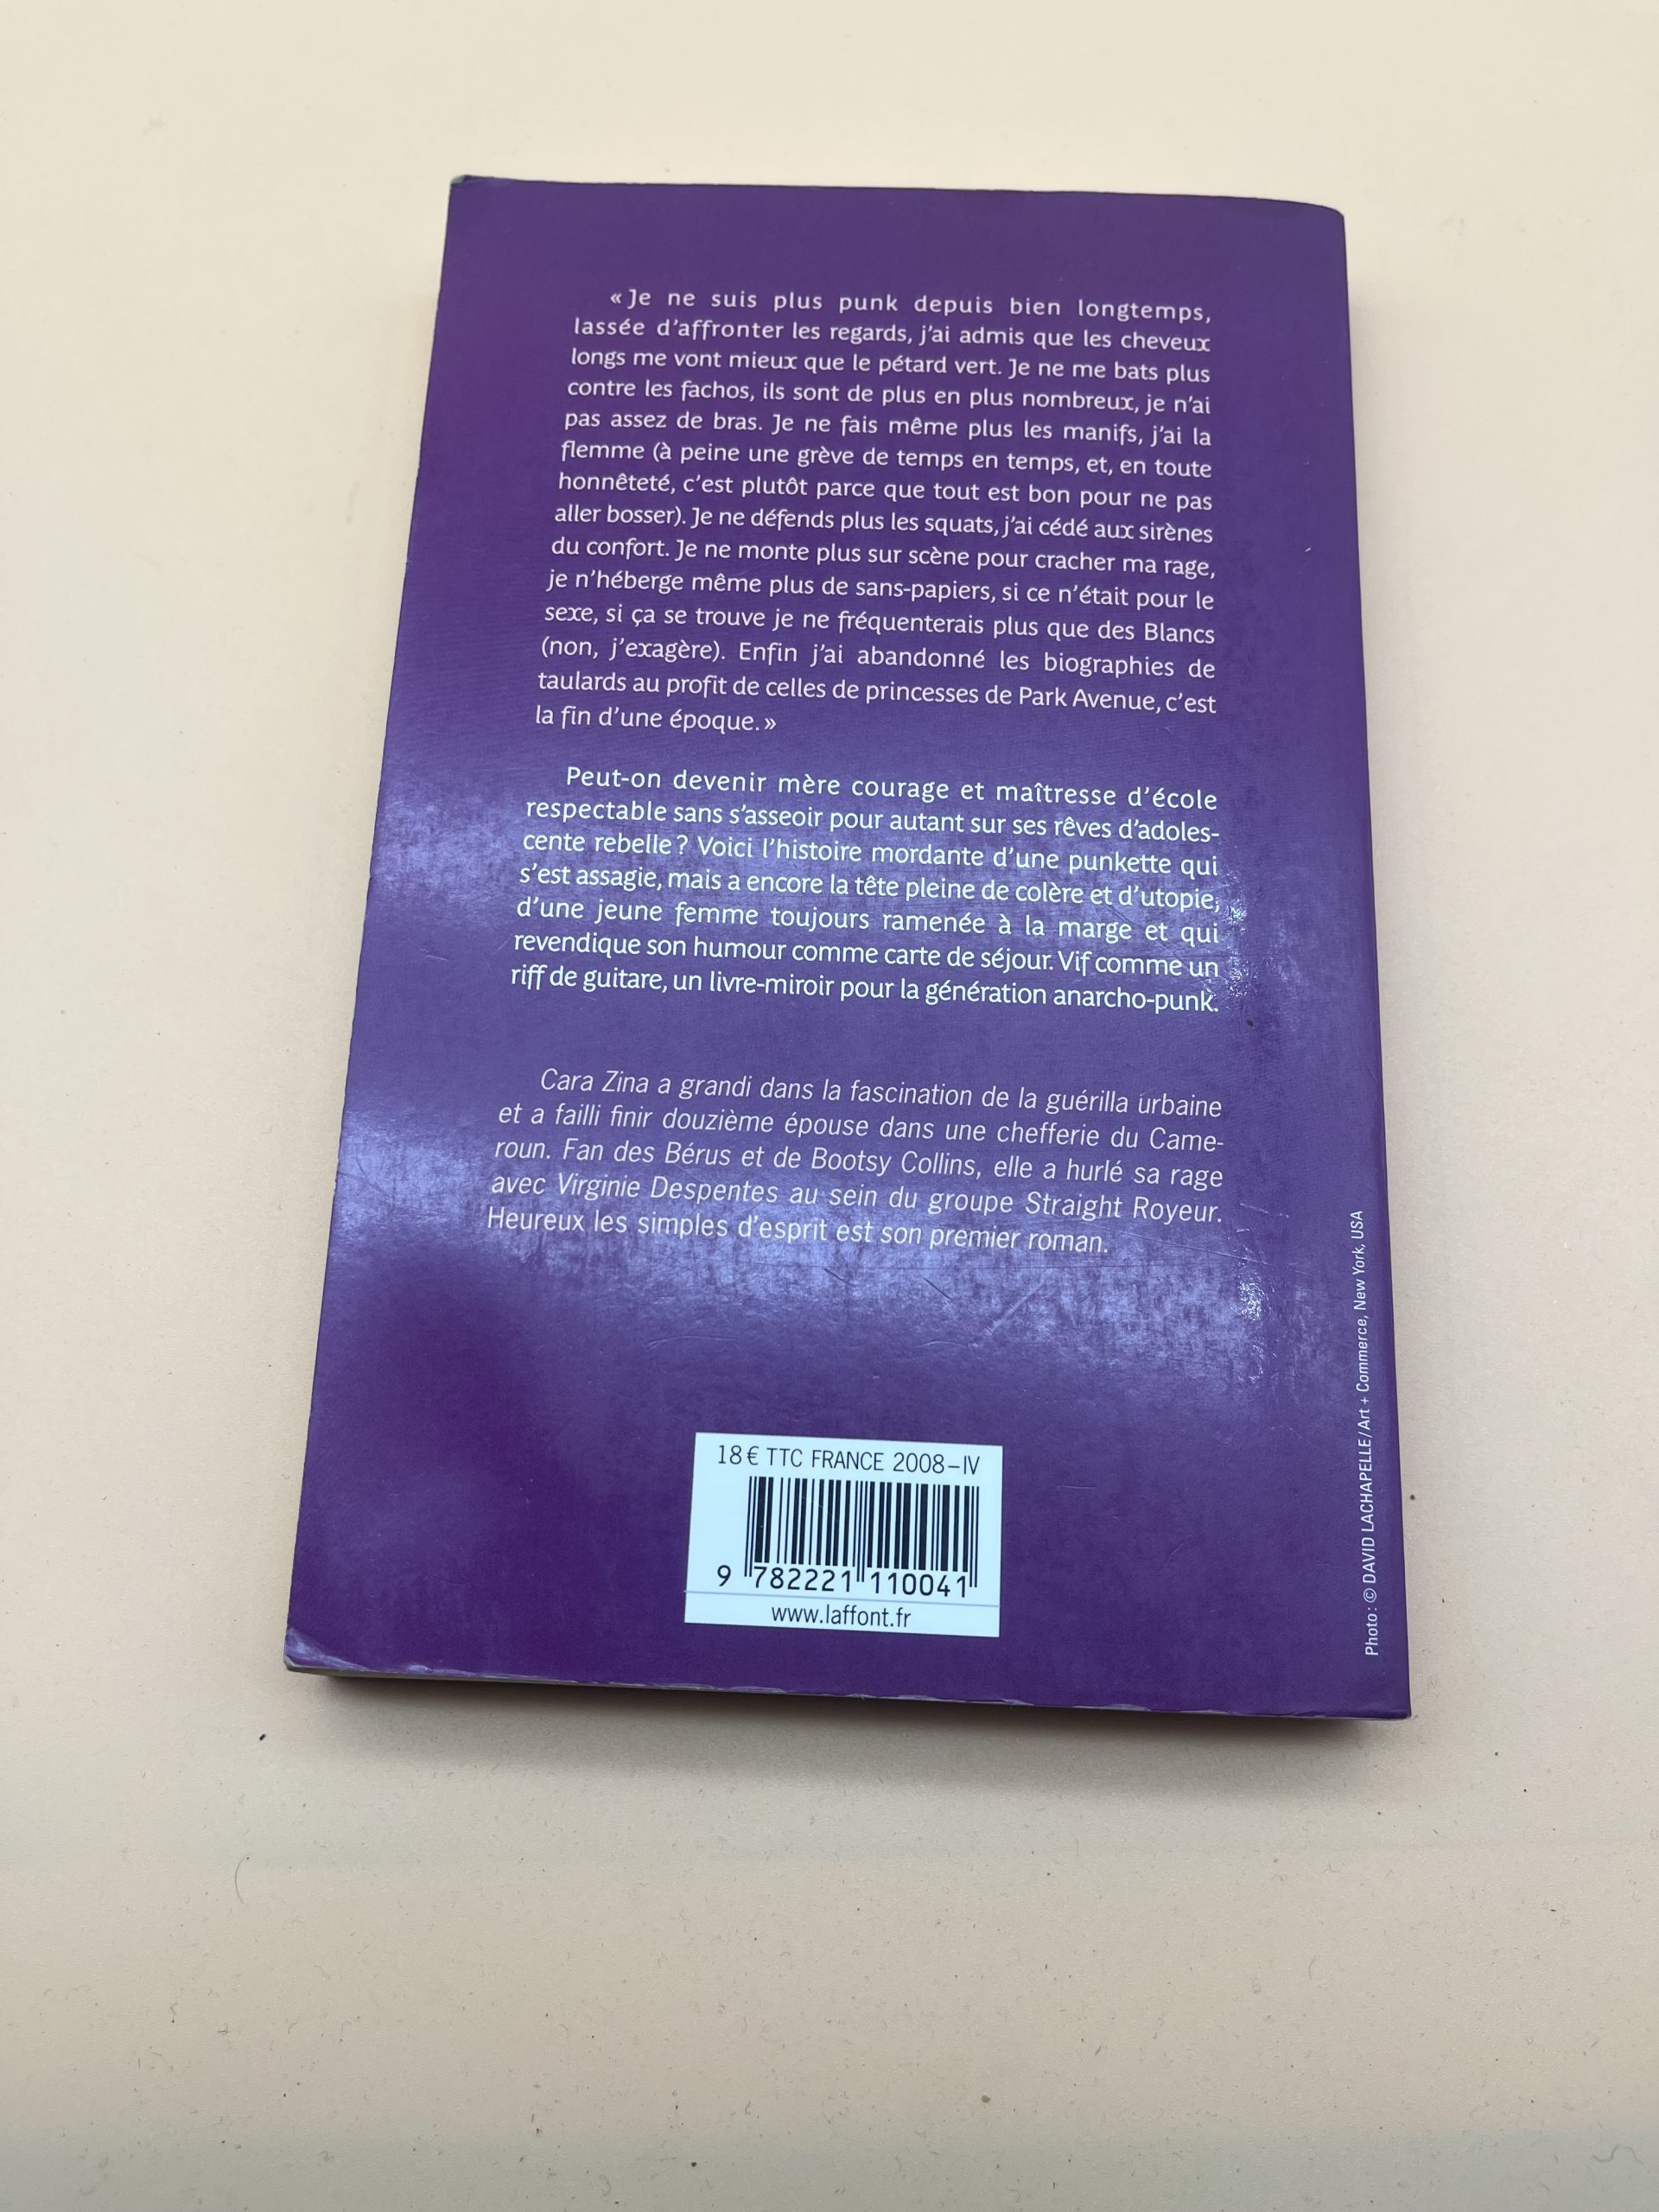 « Je ne suis plus punk depuis bien longtemps,
lassée d'affronter les regards, j'ai admis que les cheveux
longs me vont mieux que le pétard vert. Je ne me bats plus
contre les fachos, ils sont de plus en plus nombreux, je n'ai
pas assez de bras. Je ne fais même plus les manifs, j'ai la
flemme (à peine une grève de temps en temps, et, en toute
honnêteté, c'est plutôt parce que tout est bon pour ne pas
aller bosser). Je ne défends plus les squats, j'ai cédé aux sirènes
du confort. Je ne monte plus sur scène pour cracher ma rage,
je n'héberge même plus de sans-papiers, si ce n'était pour le
sexe, si ça se trouve je ne fréquenterais plus que des Blancs
(non, j'exagère). Enfin j'ai abandonné les biographies de
taulards au profit de celles de princesses de Park Avenue, c'est
la fin d'une époque. »
Peut-on devenir mère courage et maîtresse d'école
respectable sans s'asseoir pour autant sur ses rêves d'adoles-
cente rebelle ? Voici l'histoire mordante d'une punkette qui
s'est assagie, mais a encore la tête pleine de colère et d'utopie,
d'une jeune femme toujours ramenée à la marge et qui
revendique son humour comme carte de séjour. Vif comme un
riff de guitare, un livre-miroir pour la génération anarcho-punk.
Cara Zina a grandi dans la fascination de la guérilla urbaine
et a failli finir douzième épouse dans une chefferie du Came-
roun. Fan des Bérus et de Bootsy Collins, elle a hurlé sa rage
avec Virginie Despentes au sein du groupe Straight Royeur.
Heureux les simples d'esprit est son premier roman.
18 € TTC FRANCE 2008–IV
9 782221 110041
www.laffont.fr
Photo : © DAVID LACHAPELLE / Art + Commerce, New York, USA